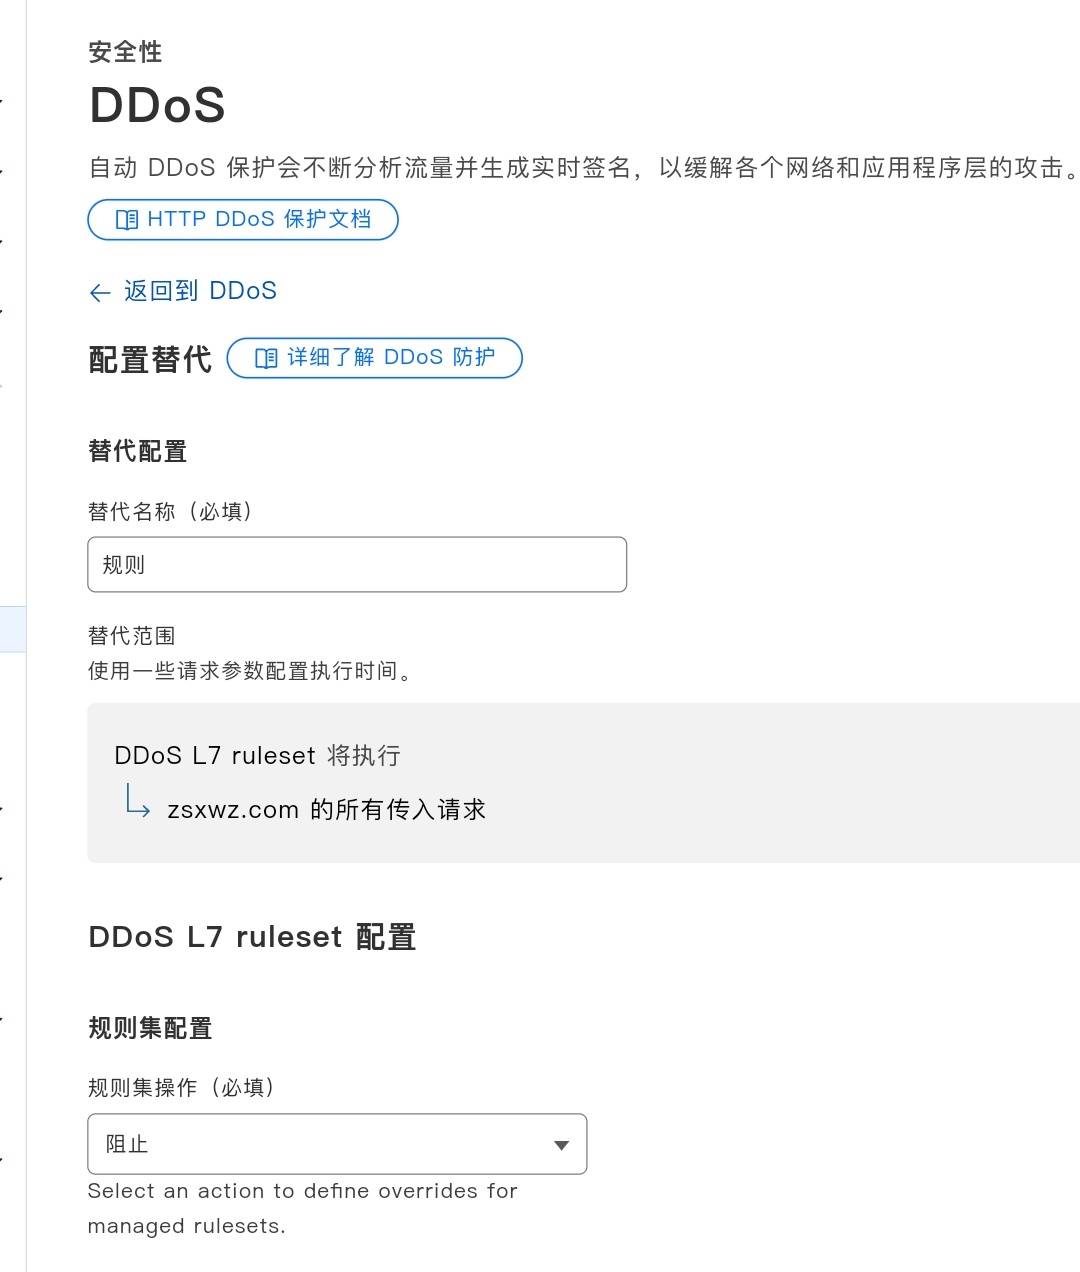 安全性
DDoS
自动 DDoS 保护会不断分析流量并生成实时签名，以缓解各个网络和应用程序层的攻击。
HTTP DDoS 保护文档
返回到 DDoS
配置替代 详细了解 DDoS 防护
替代配置
替代名称（必填）
规则
替代范围
使用一些请求参数配置执行时间。
DDoS L7 ruleset 将执行
zsxwz.com 的所有传入请求
DDoS L7 ruleset 配置
规则集配置
规则集操作（必填）
阻止
Select an action to define overrides for
managed rulesets.